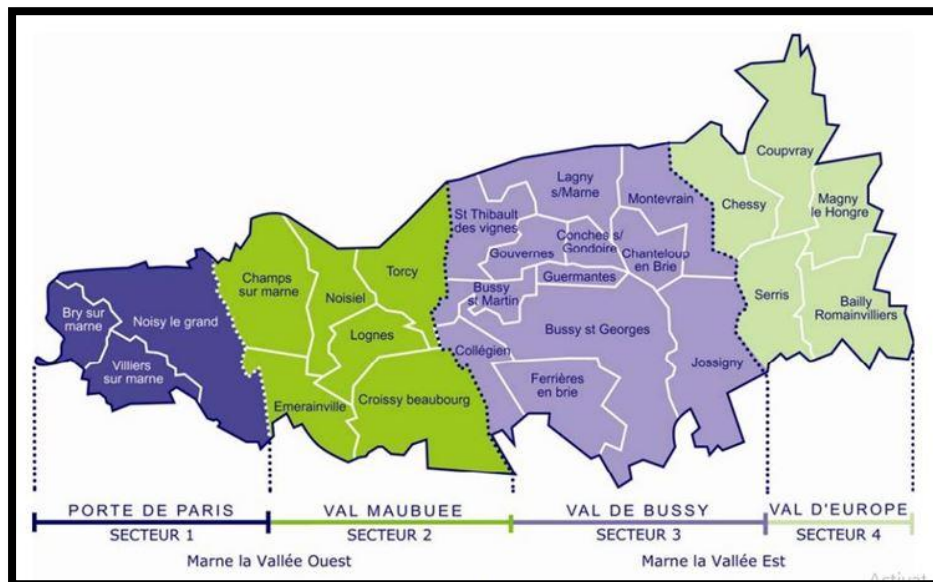 Coupvray
Lagny
s/Marne
Montevrain
Chessy
Magny
le Hongre
St Thibault
des vignes
Conches s/
Gondoire
Gouvernes
Chanteloup
en Brie
Torcy
Champs
sur marne
Noisiel
Guermantes
Bussy
st Martin
Serris
Bailly
Romainvilliers
Bry sur
marne
Noisy le grand
Lognes
Bussy st Georges
Collégien
Jossigny
Villiers
sur marne
Ferrières
en brie
Emerainville
Croissy beaubourg
PORTE DE PARIS
VAL MAUBUEE
VAL DE BUSSY
VAL D'EUROPE
SECTEUR 1
SECTEUR 2
SECTEUR 3
SECTEUR 4
Marne la Vallée Ouest
Marne la Vallée Est